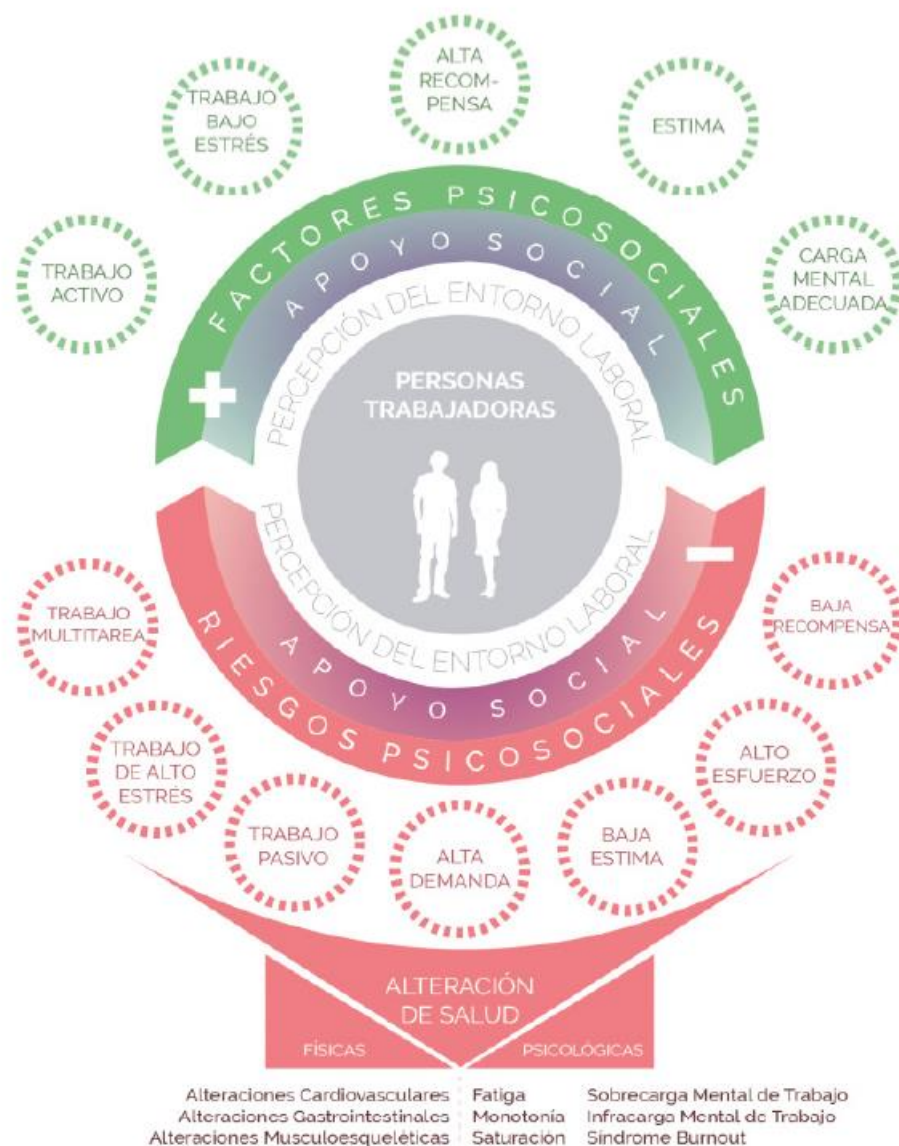 ALTA
RECOM-
PENSA
TRABAJO
BAJO
ESTRÉS
ESTIMA
TRABAJO
ACTIVO
CARGA
MENTAL
ADECUADA
FACTORES PSICOSOCIALES
APOYO SOCIAL
PERCEPCIÓN DEL ENTORNO LABORAL
PERSONAS
TRABAJADORAS
+
-
PERCEPCIÓN DEL ENTORNO LABORAL
APOYO SOCIAL
RIESGOS PSICOSOCIALES
TRABAJO
MULTITAREA
BAJA
RECOMPENSA
TRABAJO
DE ALTO
ESTRÉS
ALTO
ESFUERZO
TRABAJO
PASIVO
ALTA
DEMANDA
BAJA
ESTIMA
ALTERACIÓN
DE SALUD
FÍSICAS
PSICOLÓGICAS
Alteraciones Cardiovasculares Fatiga Sobrecarga Mental de Trabajo
Alteraciones Gastrointestinales Monotonía Infracarga Mental de Trabajo
Alteraciones Musculoesqueléticas Saturación Síndrome Burnout